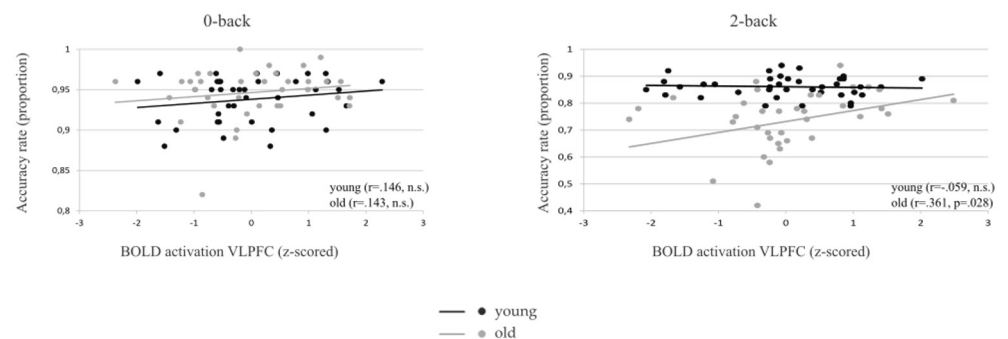 0-back
Accuracy rate (proportion)
1
0,95
0,9
0,85
0,8
-3 -2 -1 0 1 2 3
young (r=.146, n.s.)
old (r=.143, n.s.)
BOLD activation VLPFC (z-scored)
2-back
Accuracy rate (proportion)
1
0,9
0,8
0,7
0,6
0,5
0,4
-3 -2 -1 0 1 2 3
young (r=-.059, n.s.)
old (r=.361, p=.028)
BOLD activation VLPFC (z-scored)
young
old